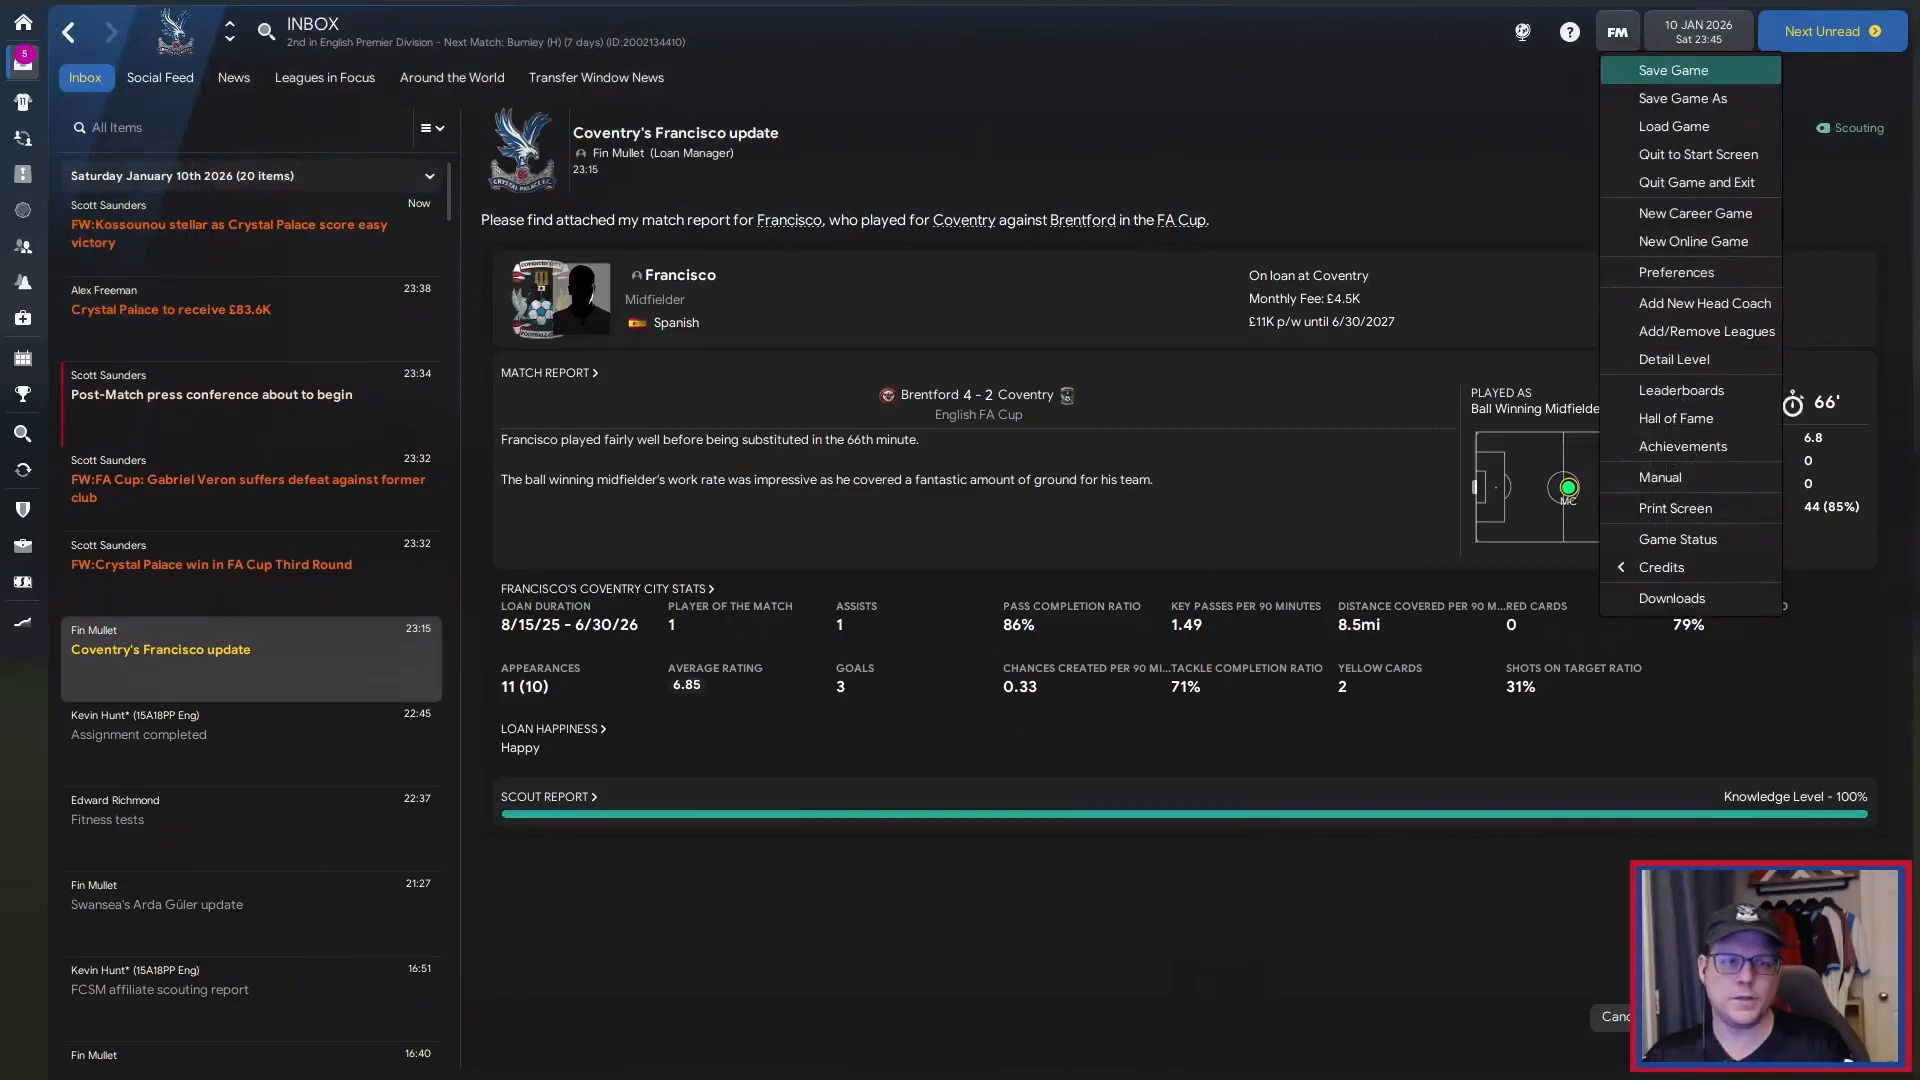 INBOX
2nd in English Premier Division - Next Match: Burnley (H) (7 days) (ID:2002134410)
FM
10 JAN 2026
Sat 23:45
Next Unread
5
Inbox
Social Feed
News
Leagues in Focus
Around the World
Transfer Window News
All Items
Saturday January 10th 2026 (20 items)
Scott Saunders
Now
FW:Kossounou stellar as Crystal Palace score easy
victory
Alex Freeman
23:38
Crystal Palace to receive £83.6K
Scott Saunders
23:34
Post-Match press conference about to begin
Scott Saunders
23:32
FW:FA Cup: Gabriel Veron suffers defeat against former
club
Scott Saunders
23:32
FW:Crystal Palace win in FA Cup Third Round
Fin Mullet
23:15
Coventry's Francisco update
Kevin Hunt* (15A18PP Eng)
22:45
Assignment completed
Edward Richmond
22:37
Fitness tests
Fin Mullet
21:27
Swansea's Arda Güler update
Kevin Hunt* (15A18PP Eng)
16:51
FCSM affiliate scouting report
Fin Mullet
16:40
Coventry's Francisco update
Fin Mullet (Loan Manager)
23:15
Scouting
Please find attached my match report for Francisco, who played for Coventry against Brentford in the FA Cup.
Francisco
Midfielder
Spanish
On loan at Coventry
Monthly Fee: £4.5K
£11K p/w until 6/30/2027
MATCH REPORT
Brentford 4 - 2 Coventry
English FA Cup
Francisco played fairly well before being substituted in the 66th minute.
The ball winning midfielder's work rate was impressive as he covered a fantastic amount of ground for his team.
PLAYED AS
Ball Winning Midfielde
MC
66'
6.8
0
0
44 (85%)
FRANCISCO'S COVENTRY CITY STATS
LOAN DURATION
8/15/25 - 6/30/26
PLAYER OF THE MATCH
1
ASSISTS
1
PASS COMPLETION RATIO
86%
KEY PASSES PER 90 MINUTES
1.49
DISTANCE COVERED PER 90 M...
8.5mi
RED CARDS
0
79%
APPEARANCES
11 (10)
AVERAGE RATING
6.85
GOALS
3
CHANCES CREATED PER 90 MI...
0.33
TACKLE COMPLETION RATIO
71%
YELLOW CARDS
2
SHOTS ON TARGET RATIO
31%
LOAN HAPPINESS
Happy
SCOUT REPORT
Knowledge Level - 100%
Save Game
Save Game As
Load Game
Quit to Start Screen
Quit Game and Exit
New Career Game
New Online Game
Preferences
Add New Head Coach
Add/Remove Leagues
Detail Level
Leaderboards
Hall of Fame
Achievements
Manual
Print Screen
Game Status
Credits
Downloads
Canc